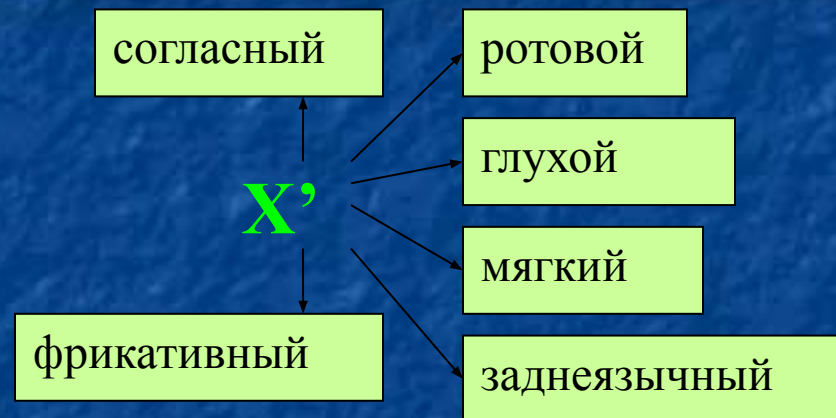 согласный
ротовой
глухой
х’
мягкий
фрикативный
заднеязычный